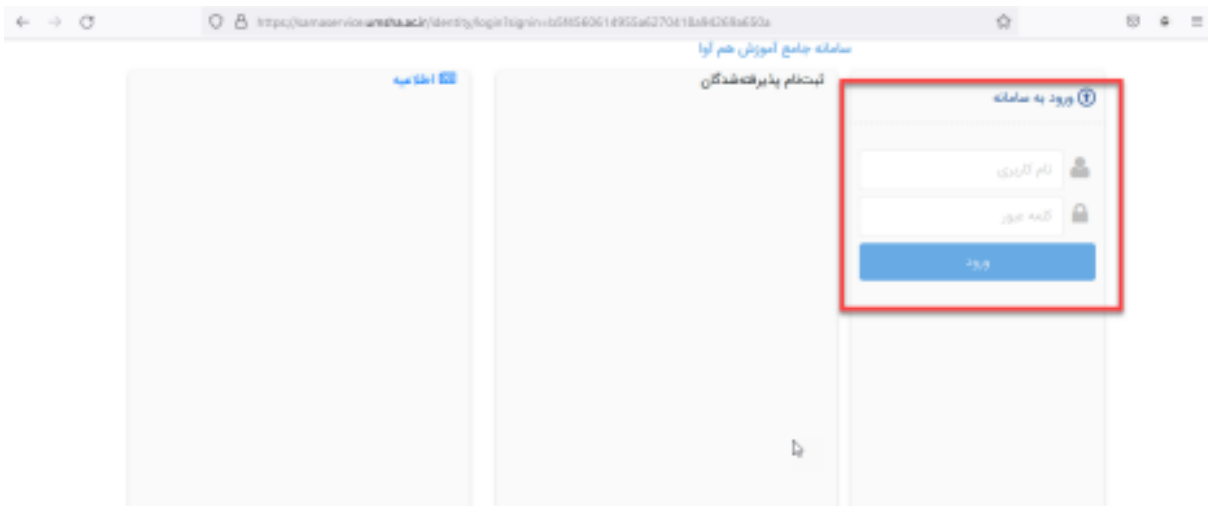 سامانه جامع آموزش هم آوا
ورود به سامانه
نام کاربری
کلمه عبور
ورود
ثبت‌نام پذیرفته‌شدگان
اطلاعیه